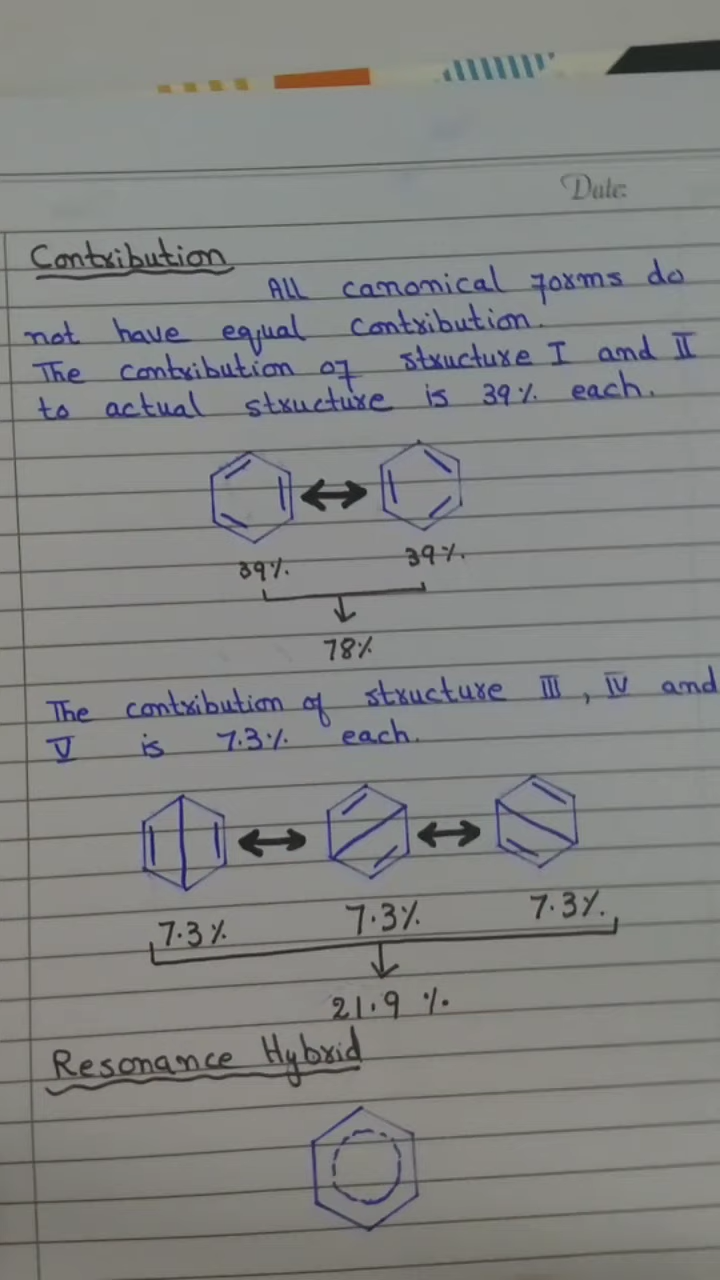 Date:
Contribution
All canonical forms do
not have equal contribution.
The contribution of structure I and II
to actual structure is 39% each.
39% 39%
78%
The contribution of structure III, IV and
V is 7.3% each.
7.3% 7.3% 7.3%
21.9 %
Resonance Hybrid